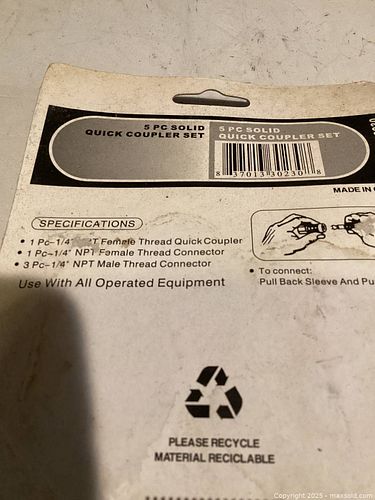 5 PC SOLID
QUICK COUPLER SET
5 PC SOLID
QUICK COUPLER SET
8 37013 30230 8
MADE IN
SPECIFICATIONS
• 1 Pc-1/4" Female Thread Quick Coupler
• 1 Pc-1/4" NPT Female Thread Connector
• 3 Pc-1/4" NPT Male Thread Connector
Use With All Operated Equipment
• To connect:
Pull Back Sleeve And
PLEASE RECYCLE
MATERIAL RECICLABLE
Copyright 2025 - maxsold.com